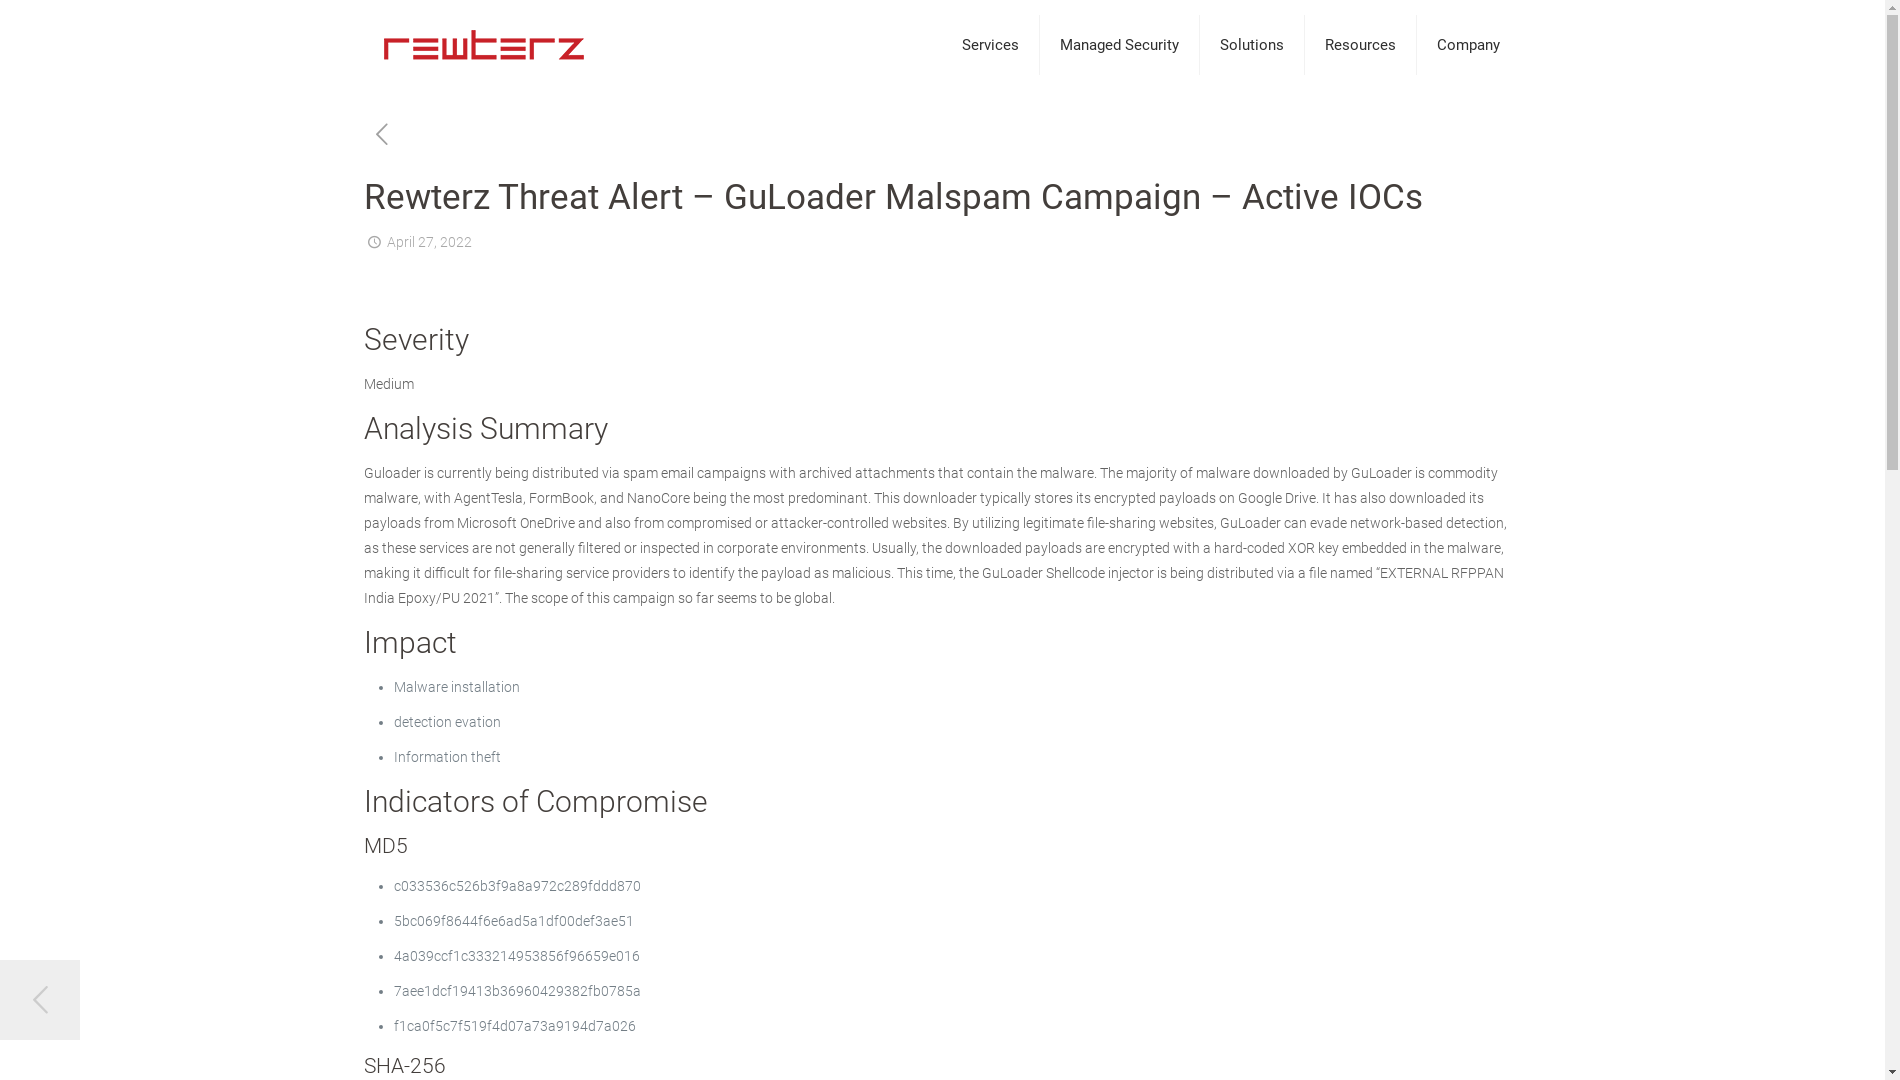 rewterz
Services
Managed Security
Solutions
Resources
Company
Rewterz Threat Alert – GuLoader Malspam Campaign – Active IOCs
April 27, 2022
Severity
Medium
Analysis Summary
Guloader is currently being distributed via spam email campaigns with archived attachments that contain the malware. The majority of malware downloaded by GuLoader is commodity
malware, with AgentTesla, FormBook, and NanoCore being the most predominant. This downloader typically stores its encrypted payloads on Google Drive. It has also downloaded its
payloads from Microsoft OneDrive and also from compromised or attacker-controlled websites. By utilizing legitimate file-sharing websites, GuLoader can evade network-based detection,
as these services are not generally filtered or inspected in corporate environments. Usually, the downloaded payloads are encrypted with a hard-coded XOR key embedded in the malware,
making it difficult for file-sharing service providers to identify the payload as malicious. This time, the GuLoader Shellcode injector is being distributed via a file named “EXTERNAL RFPPAN
India Epoxy/PU 2021”. The scope of this campaign so far seems to be global.
Impact
• Malware installation
• detection evation
• Information theft
Indicators of Compromise
MD5
• c033536c526b3f9a8a972c289fddd870
• 5bc069f8644f6e6ad5a1df00def3ae51
• 4a039ccf1c333214953856f96659e016
• 7aee1dcf19413b36960429382fb0785a
• f1ca0f5c7f519f4d07a73a9194d7a026
SHA-256